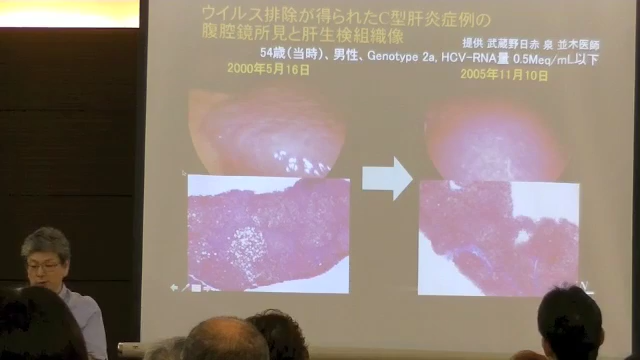 ウイルス排除が得られたC型肝炎症例の
腹腔鏡所見と肝生検組織像
提供 武蔵野日赤 泉 並木医師
54歳(当時)、男性、Genotype 2a, HCV-RNA量 0.5Meq/mL以下
2000年5月16日
2005年11月10日